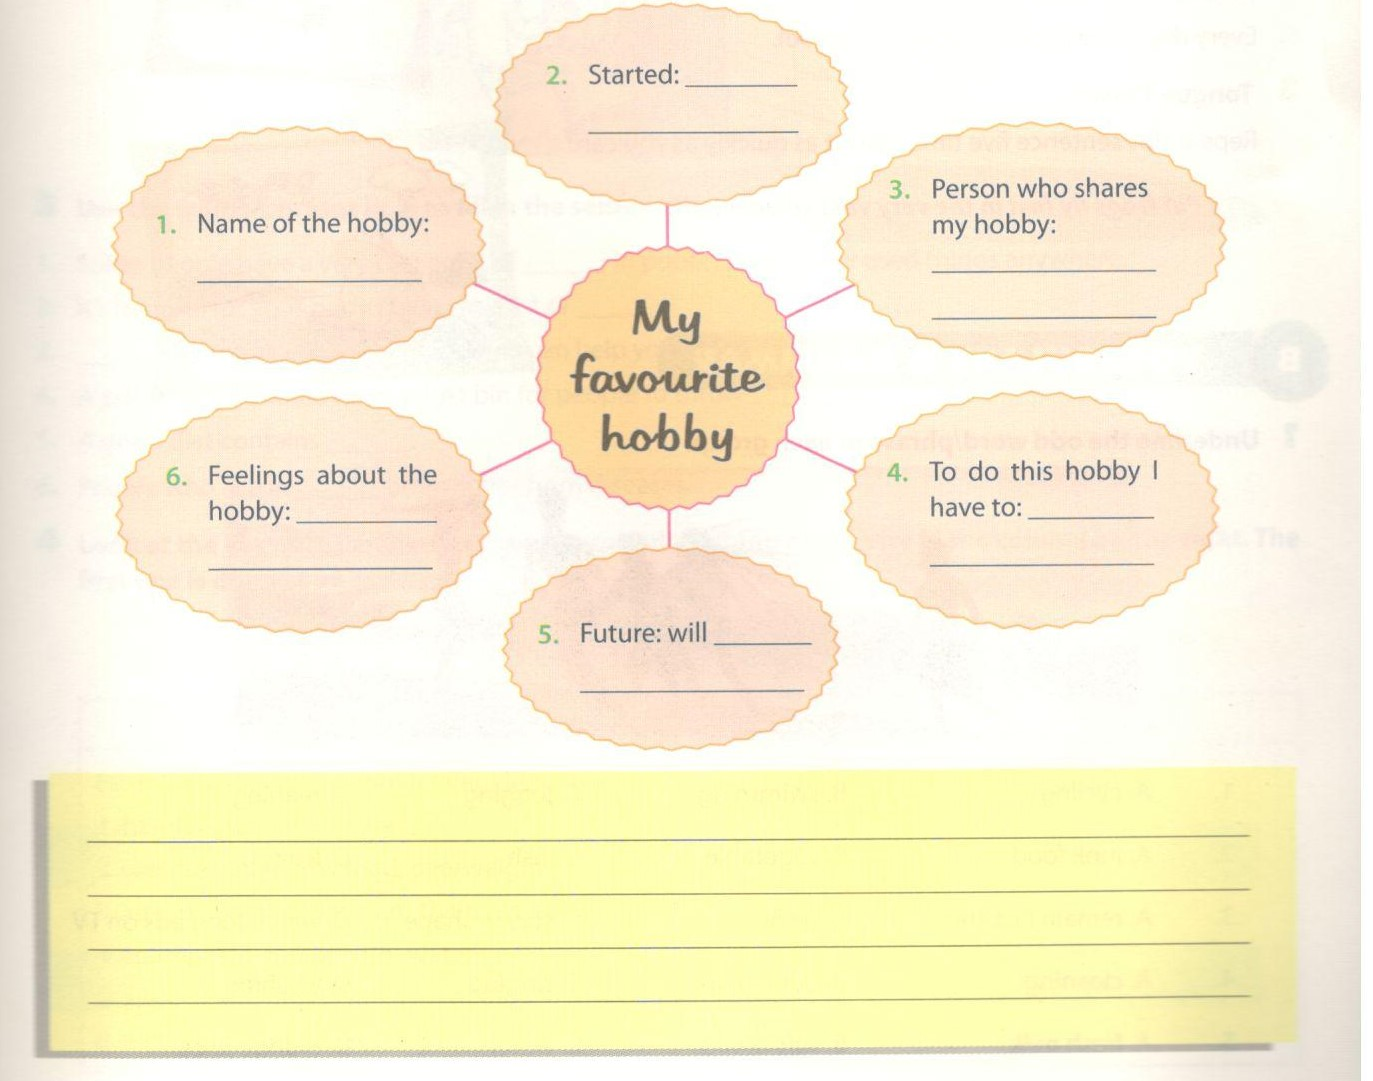 2. Started:
1. Name of the hobby:
3. Person who shares
my hobby:
My
favourite
hobby
6. Feelings about the
hobby:
4. To do this hobby I
have to:
5. Future: will